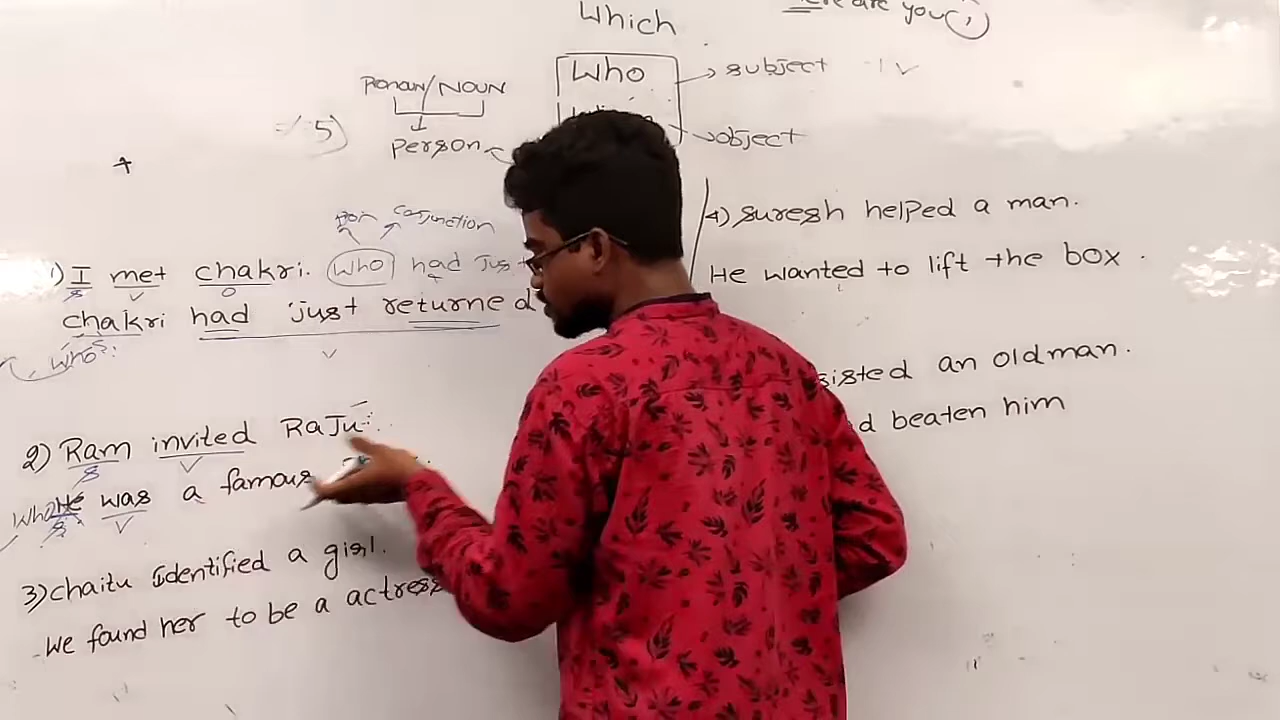 are you
Which
Who → subject 1 ✓
Pronoun/NOUN
5)
person
object
conjunction
1) I met chakri. who had Jus
s v o
chakri had just returned
who?
v
2) Ram invited RaJu.
s v
Who He was a famous
s v
3) chaitu Identified a girl.
We found her to be a actress
4) suresh helped a man.
He wanted to lift the box.
sisted an oldman.
d beaten him